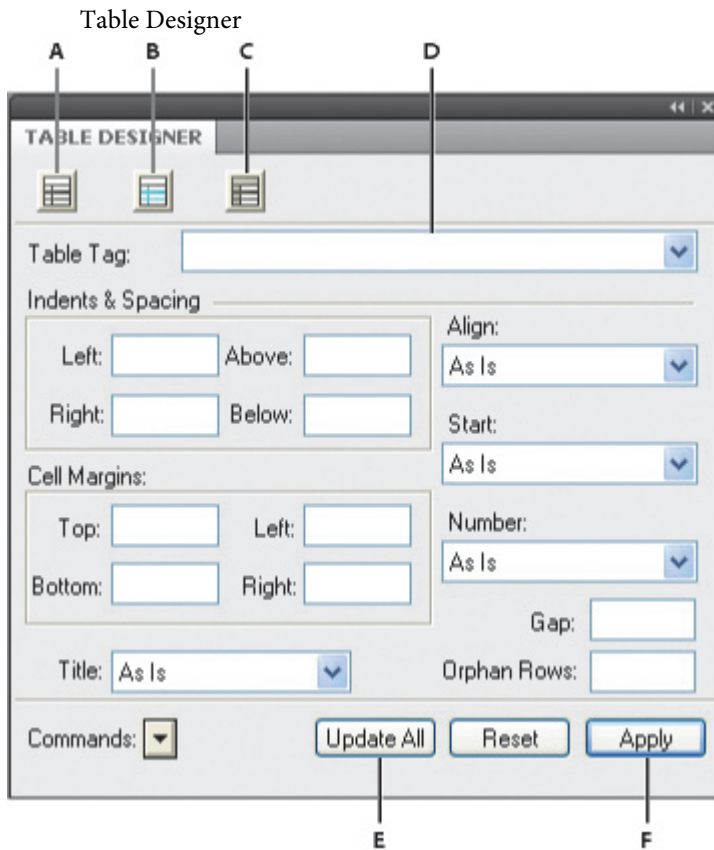 Table Designer
A B C D
TABLE DESIGNER
Table Tag:
Indents & Spacing
Align:
Left: Above: As Is
Right: Below: Start:
As Is
Cell Margins:
Top: Left: Number:
As Is
Bottom: Right:
Gap:
Title: As Is Orphan Rows:
Commands: Update All Reset Apply
E F